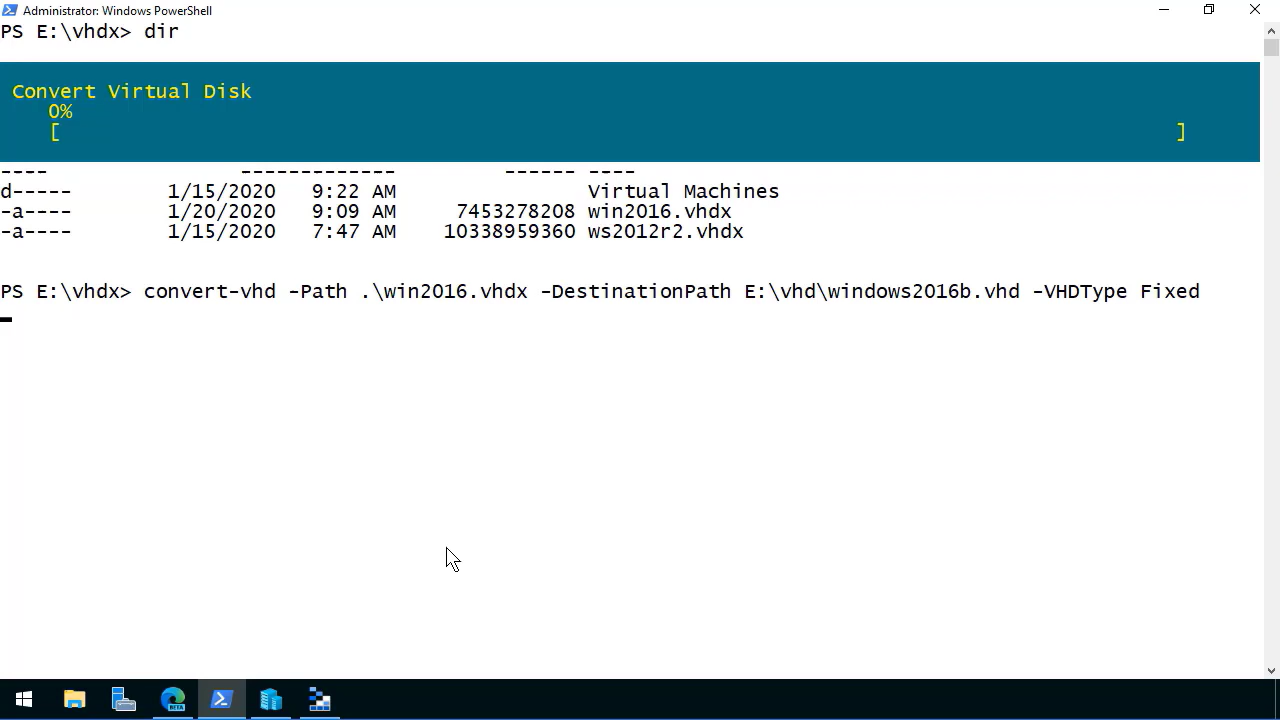 Administrator: Windows PowerShell
PS E:\vhdx> dir
Convert Virtual Disk
0%
[ ]
---- ------------- ------ ----
d----- 1/15/2020 9:22 AM Virtual Machines
-a---- 1/20/2020 9:09 AM 7453278208 win2016.vhdx
-a---- 1/15/2020 7:47 AM 10338959360 ws2012r2.vhdx
PS E:\vhdx> convert-vhd -Path .\win2016.vhdx -DestinationPath E:\vhd\windows2016b.vhd -VHDType Fixed
BETA